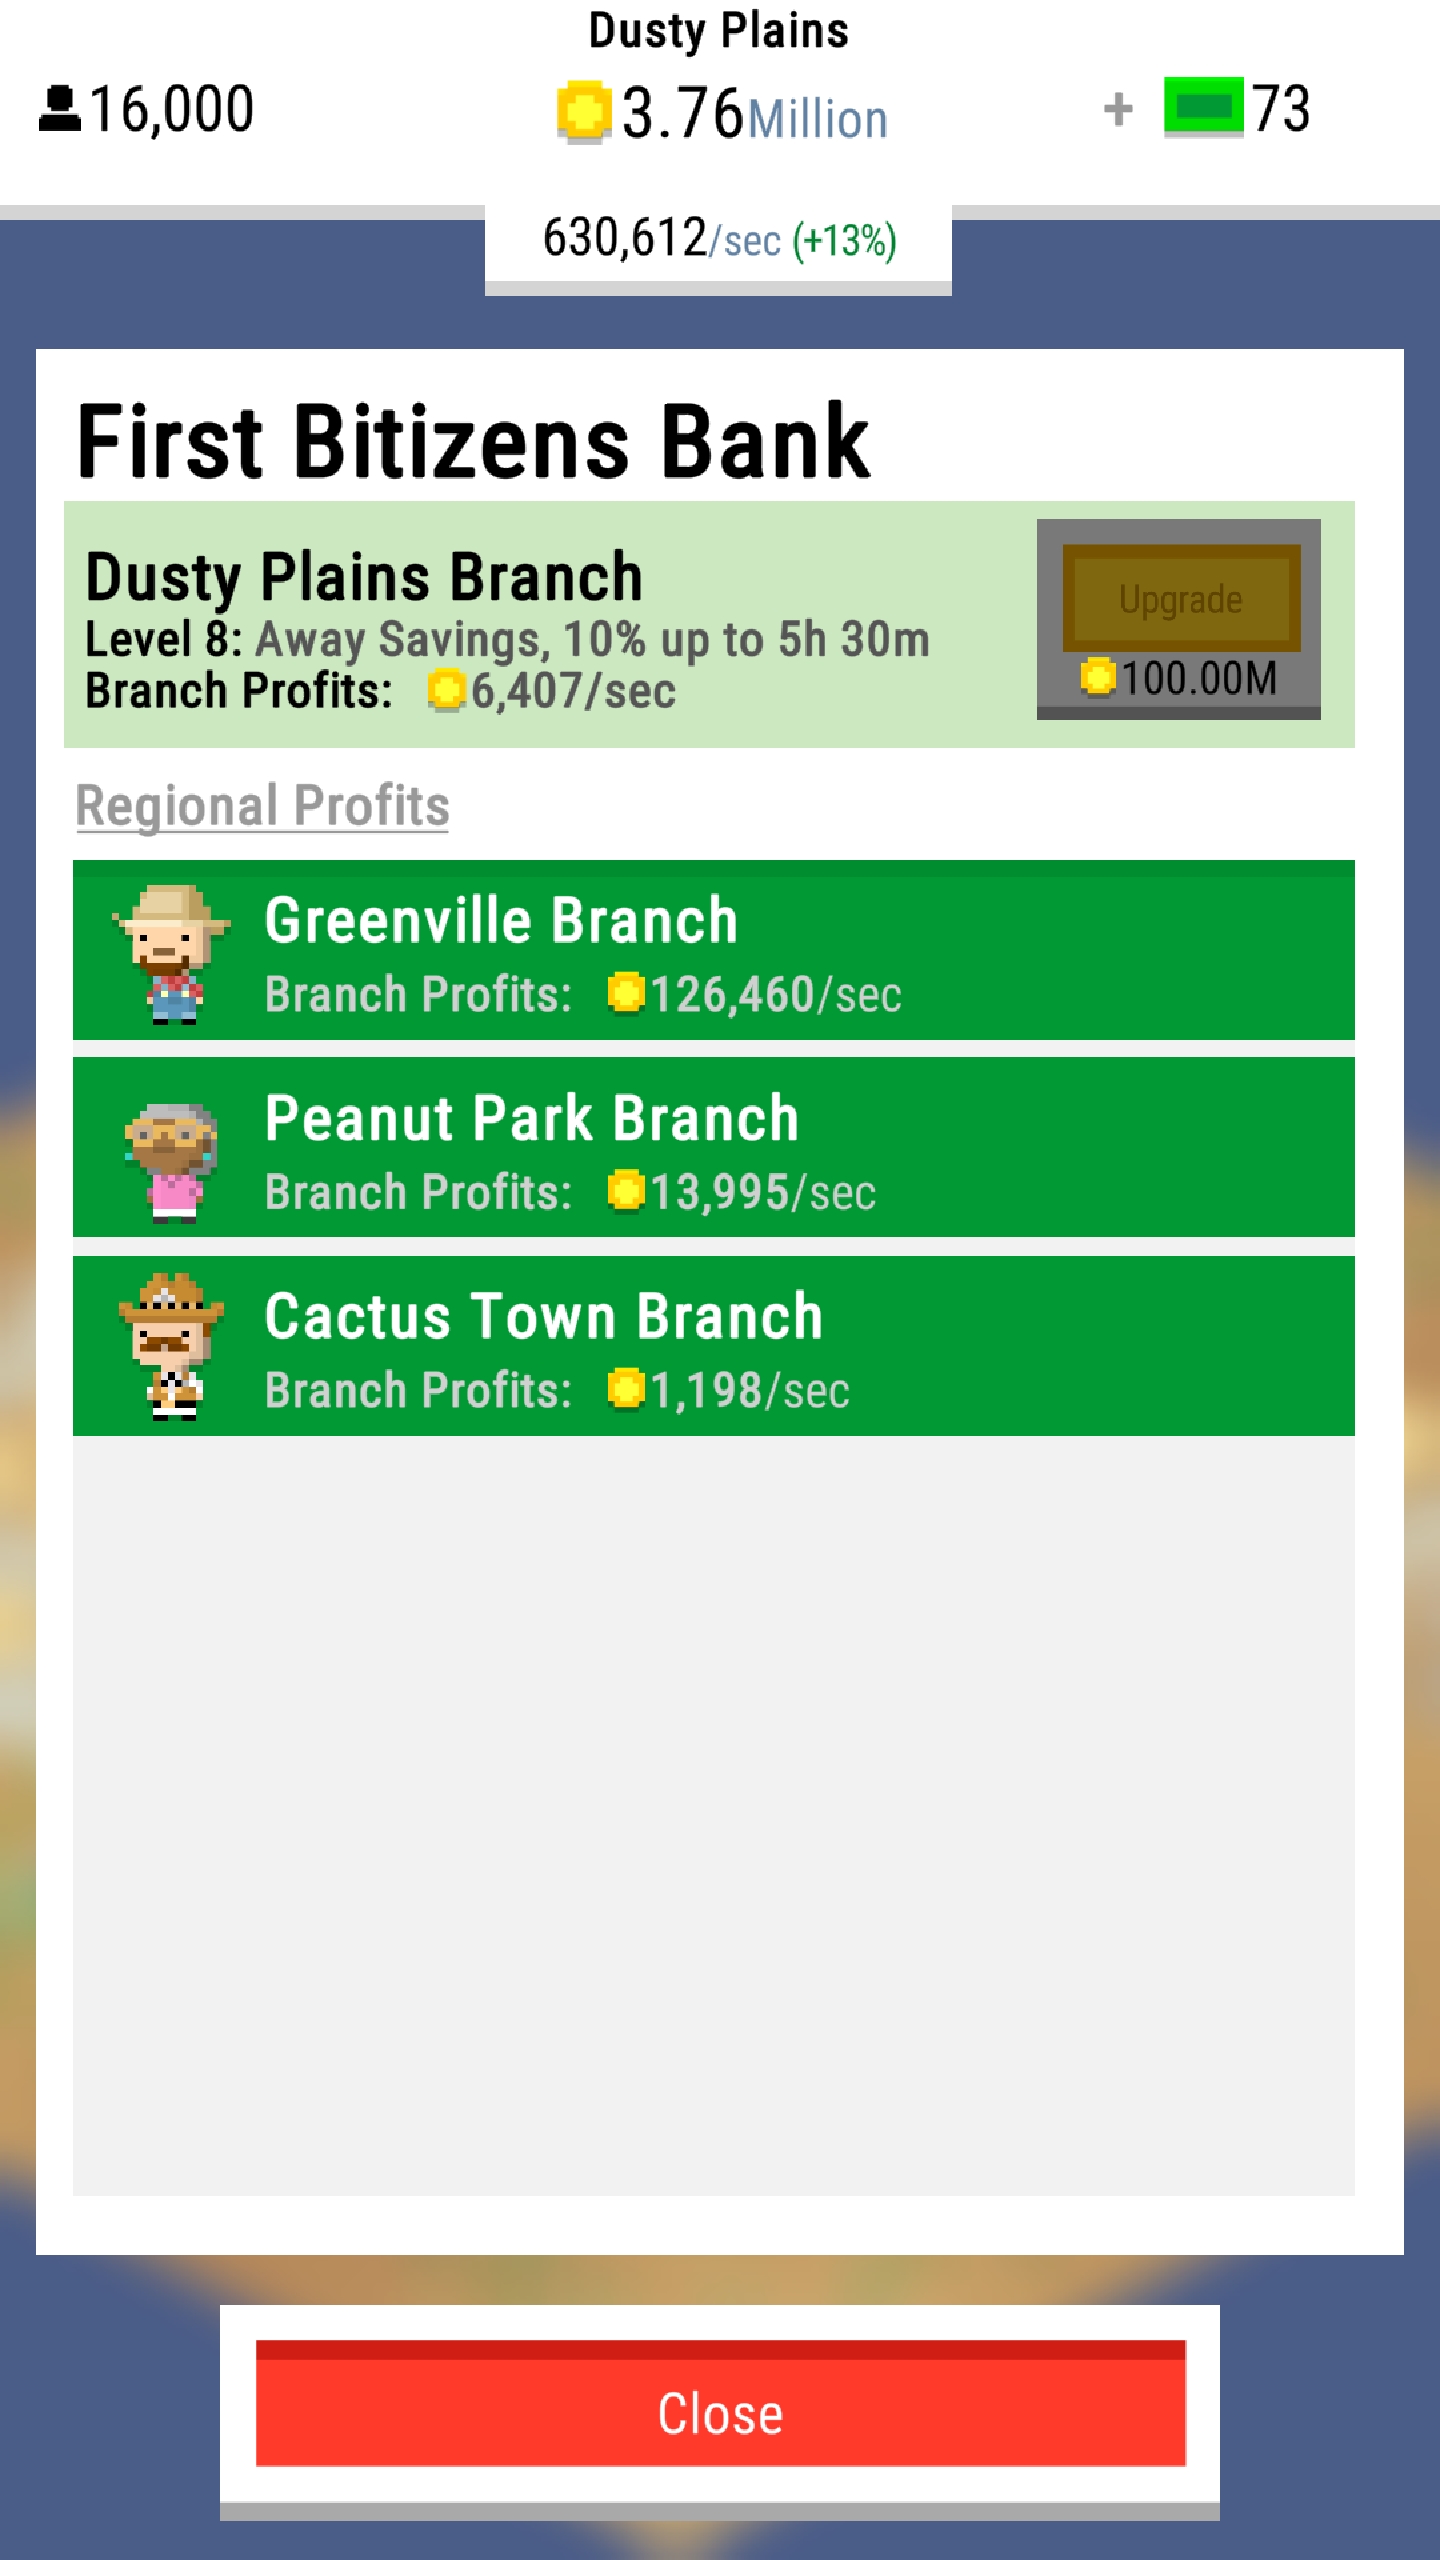 Dusty Plains
16,000
3.76Million
+ 73
630,612/sec (+13%)
First Bitizens Bank
Dusty Plains Branch
Level 8: Away Savings, 10% up to 5h 30m
Branch Profits: 6,407/sec
Upgrade
100.00M
Regional Profits
Greenville Branch
Branch Profits: 126,460/sec
Peanut Park Branch
Branch Profits: 13,995/sec
Cactus Town Branch
Branch Profits: 1,198/sec
Close